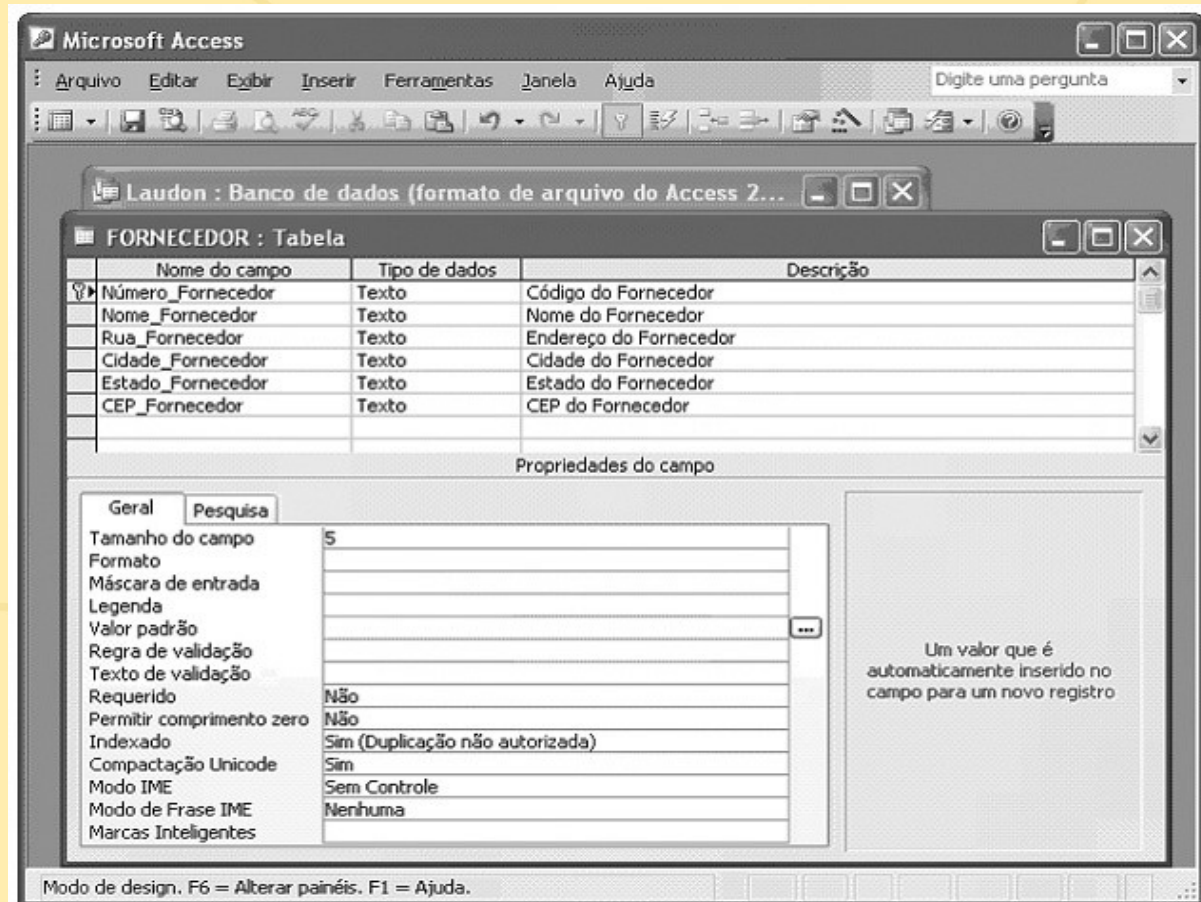 Microsoft Access
Arquivo Editar Exibir Inserir Ferramentas Janela Ajuda Digite uma pergunta
Laudon : Banco de dados (formato de arquivo do Access 2...
FORNECEDOR : Tabela
Nome do campo Tipo de dados Descrição
Número_Fornecedor Texto Código do Fornecedor
Nome_Fornecedor Texto Nome do Fornecedor
Rua_Fornecedor Texto Endereço do Fornecedor
Cidade_Fornecedor Texto Cidade do Fornecedor
Estado_Fornecedor Texto Estado do Fornecedor
CEP_Fornecedor Texto CEP do Fornecedor
Propriedades do campo
Geral Pesquisa
Tamanho do campo 5
Formato
Máscara de entrada
Legenda
Valor padrão ...
Regra de validação
Texto de validação
Requerido Não
Permitir comprimento zero Não
Indexado Sim (Duplicação não autorizada)
Compactação Unicode Sim
Modo IME Sem Controle
Modo de Frase IME Nenhuma
Marcas Inteligentes
Um valor que é
automaticamente inserido no
campo para um novo registro
Modo de design. F6 = Alterar painéis. F1 = Ajuda.